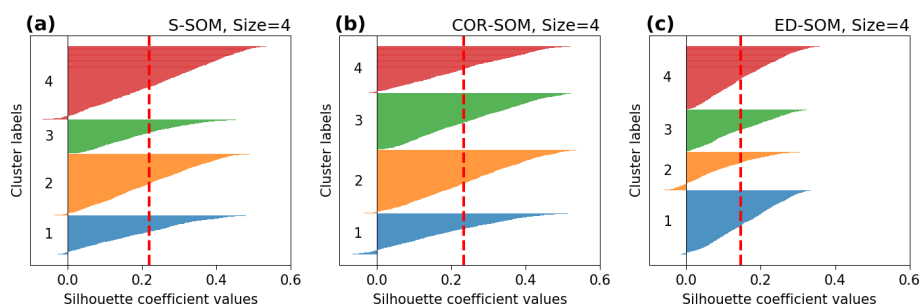 (a) S-SOM, Size=4
Cluster labels
4
3
2
1
0.0 0.2 0.4 0.6
Silhouette coefficient values
(b) COR-SOM, Size=4
Cluster labels
4
3
2
1
0.0 0.2 0.4 0.6
Silhouette coefficient values
(c) ED-SOM, Size=4
Cluster labels
4
3
2
1
0.0 0.2 0.4 0.6
Silhouette coefficient values